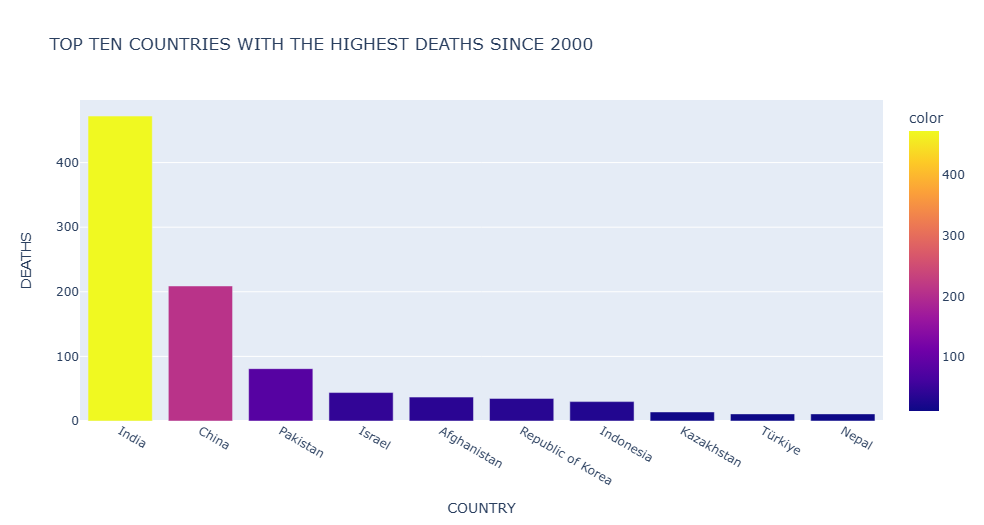 TOP TEN COUNTRIES WITH THE HIGHEST DEATHS SINCE 2000
color
400
300
200
100
0
DEATHS
400
300
200
100
India
China
Pakistan
Israel
Afghanistan
Republic of Korea
Indonesia
Kazakhstan
Türkiye
Nepal
COUNTRY